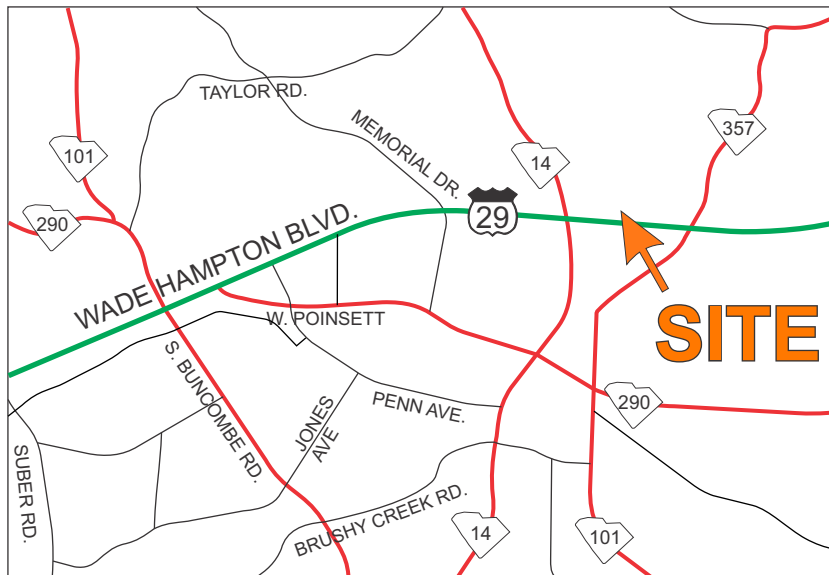 TAYLOR RD.
101
MEMORIAL DR.
14
357
290
29
WADE HAMPTON BLVD.
SITE
W. POINSETT
S. BUNCOMBE RD.
JONES
AVE
PENN AVE.
290
SUBER RD.
BRUSHY CREEK RD.
14
101